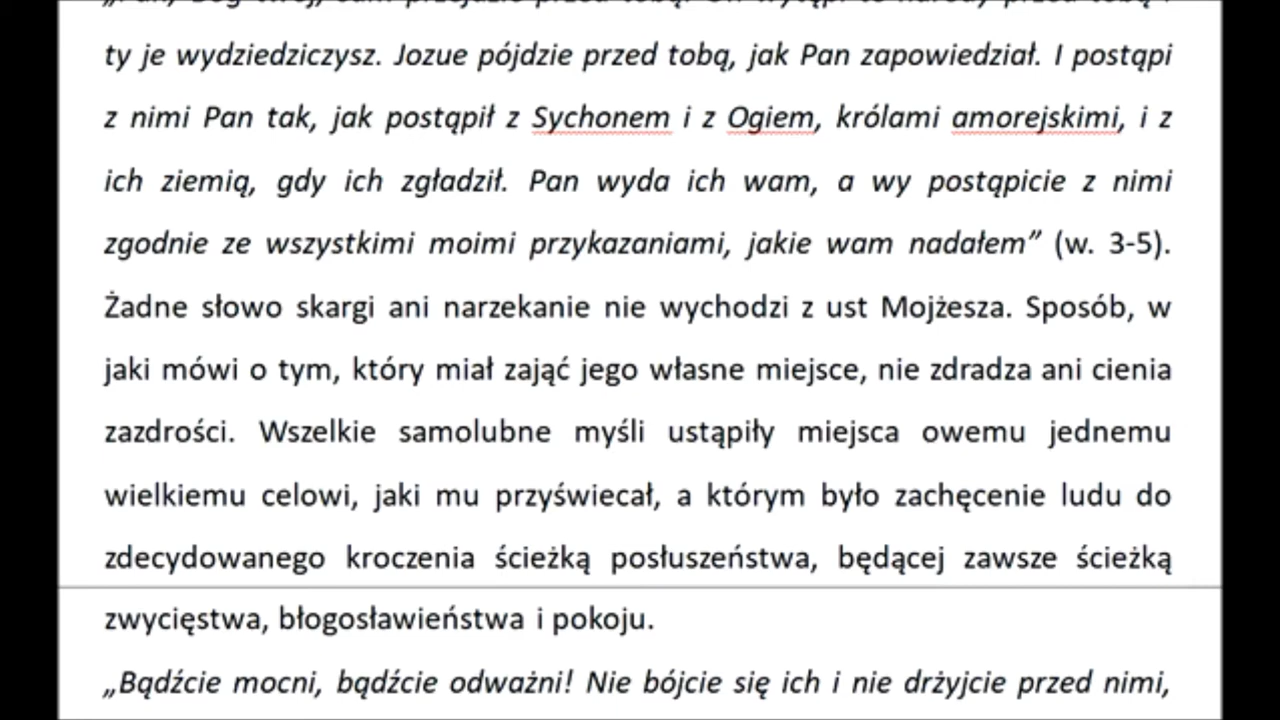 ty je wydziedziczysz. Jozue pójdzie przed tobą, jak Pan zapowiedział. I postąpi
z nimi Pan tak, jak postąpił z Sychonem i z Ogiem, królami amorejskimi, i z
ich ziemią, gdy ich zgładził. Pan wyda ich wam, a wy postąpicie z nimi
zgodnie ze wszystkimi moimi przykazaniami, jakie wam nadałem” (w. 3-5).
Żadne słowo skargi ani narzekanie nie wychodzi z ust Mojżesza. Sposób, w
jaki mówi o tym, który miał zająć jego własne miejsce, nie zdradza ani cienia
zazdrości. Wszelkie samolubne myśli ustąpiły miejsca owemu jednemu
wielkiemu celowi, jaki mu przyświecał, a którym było zachęcenie ludu do
zdecydowanego kroczenia ścieżką posłuszeństwa, będącej zawsze ścieżką
zwycięstwa, błogosławieństwa i pokoju.
„Bądźcie mocni, bądźcie odważni! Nie bójcie się ich i nie drżyjcie przed nimi,